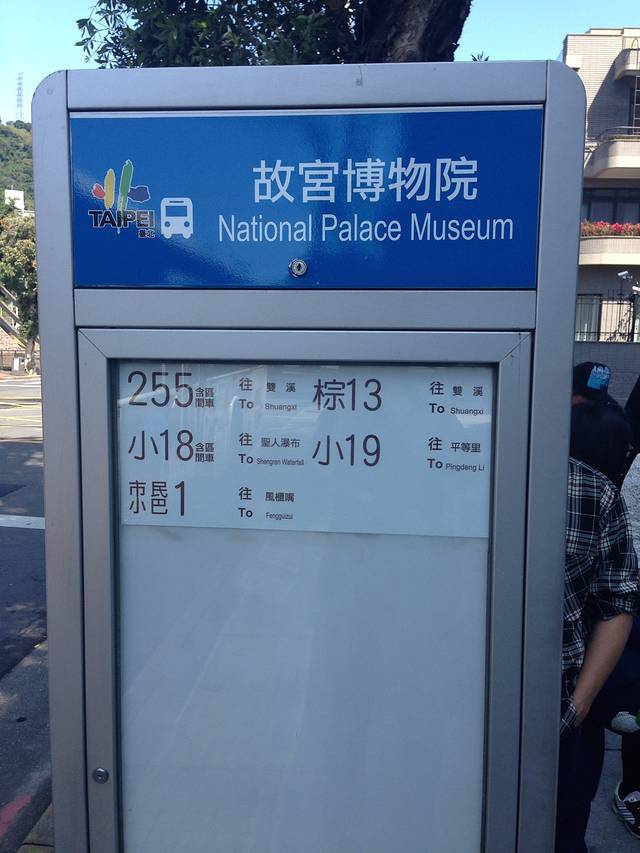 故宮博物院
National Palace Museum
TAIPEI
臺北
255 含區間車 往 雙溪 To Shuangxi
棕13 往 雙溪 To Shuangxi
小18 含區間車 往 聖人瀑布 To Shengren Waterfall
小19 往 平等里 To Pingdeng Li
市民小巴 1 往 風櫃嘴 To Fengguizui